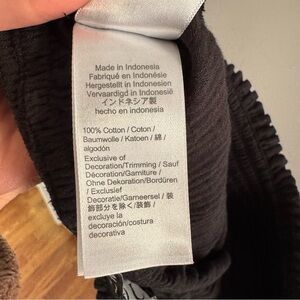 Made in Indonesia
Fabriqué en Indonésie
Hergestellt in Indonesien
Vervaardigd in Indonesië
インドネシア製
hecho en indonesia
100% Cotton / Coton /
Baumwolle / Katoen / 綿 /
algodón
Exclusive of
Decoration/Trimming / Sauf
Décoration/Garniture /
Ohne Dekoration/Bordüren
/ Exclusief
Decoratie/Garneersel / 装
飾部分を除く/装飾 /
excluye la
decoración/costura
decorativa